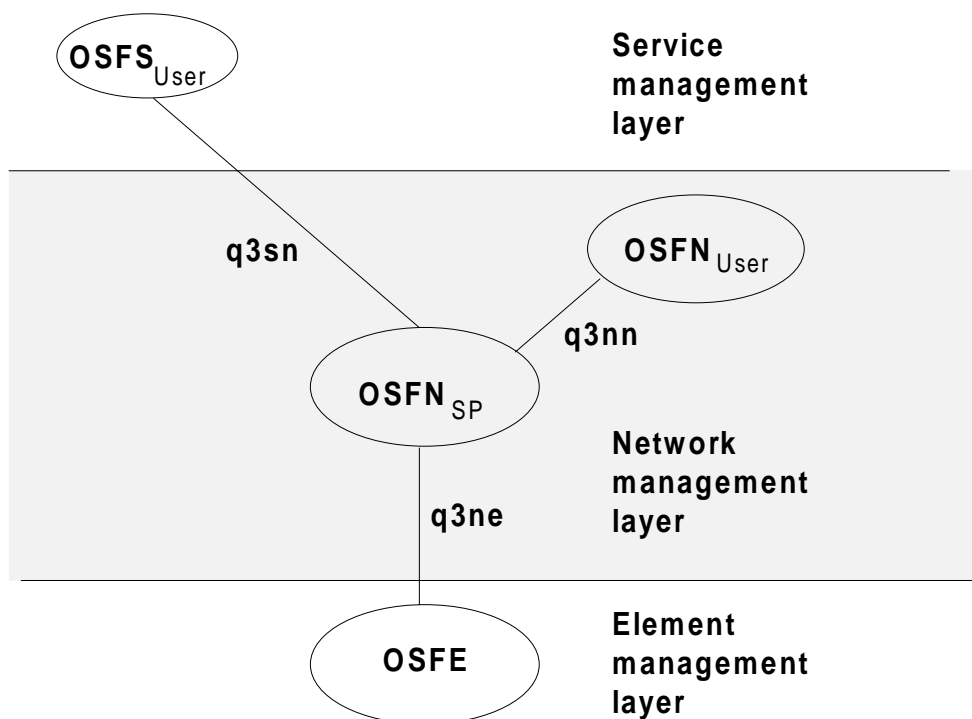 OSFS User
Service
management
layer
q3sn
OSFN User
q3nn
OSFN SP
Network
management
layer
q3ne
Element
management
layer
OSFE